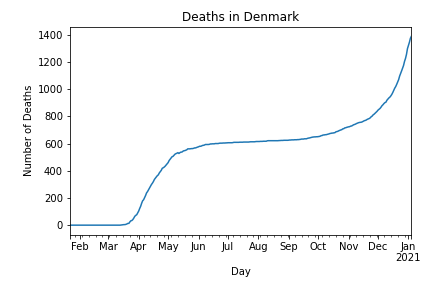 Deaths in Denmark
Number of Deaths
1400
1200
1000
800
600
400
200
0
Feb Mar Apr May Jun Jul Aug Sep Oct Nov Dec Jan
2021
Day